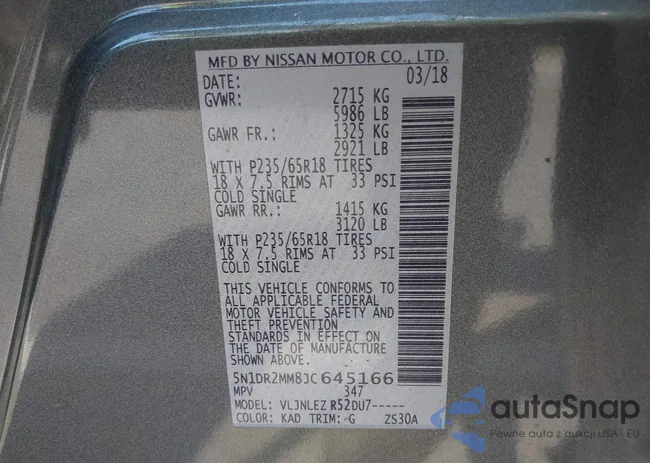 MFD BY NISSAN MOTOR CO., LTD.
DATE: 03/18
GVWR: 2715 KG
5986 LB
GAWR FR.: 1325 KG
2921 LB
WITH P235/65R18 TIRES
18 X 7.5 RIMS AT 33 PSI
COLD SINGLE
GAWR RR.: 1415 KG
3120 LB
WITH P235/65R18 TIRES
18 X 7.5 RIMS AT 33 PSI
COLD SINGLE
THIS VEHICLE CONFORMS TO
ALL APPLICABLE FEDERAL
MOTOR VEHICLE SAFETY AND
THEFT PREVENTION
STANDARDS IN EFFECT ON
THE DATE OF MANUFACTURE
SHOWN ABOVE.
5N1DR2MM8JC645166
MPV 347
MODEL: VLJNLEZ R52DU7-----
COLOR: KAD TRIM: G ZS30A
autoSnap
Pewne auta z aukcji USA i EU